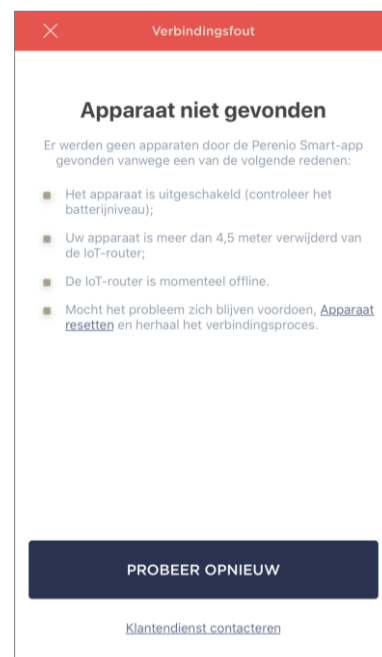 Verbindingsfout
Apparaat niet gevonden
Er werden geen apparaten door de Perenio Smart-app
gevonden vanwege een van de volgende redenen:
Het apparaat is uitgeschakeld (controleer het
batterijniveau);
Uw apparaat is meer dan 4,5 meter verwijderd van
de IoT-router;
De IoT-router is momenteel offline.
Mocht het probleem zich blijven voordoen, Apparaat
resetten en herhaal het verbindingsproces.
PROBEER OPNIEUW
Klantendienst contacteren